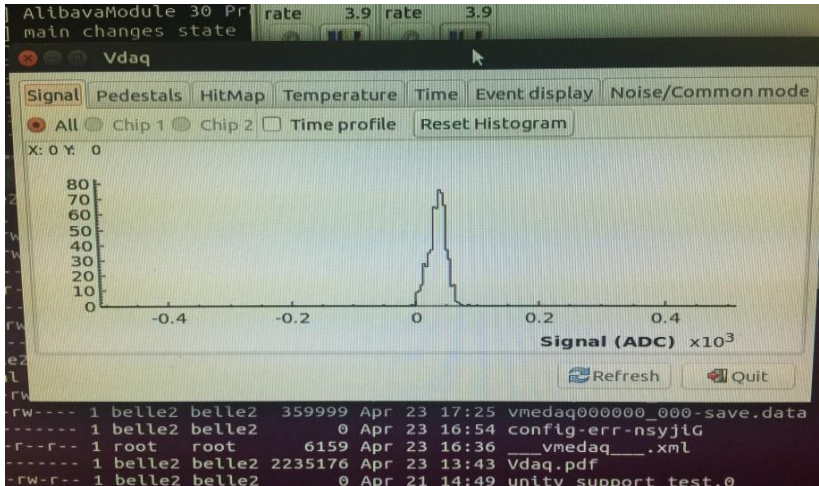 ] AlibavaModule 30 Pr rate 3.9 rate 3.9
] main changes state
Vdaq
Signal Pedestals HitMap Temperature Time Event display Noise/Common mode
All Chip 1 Chip 2 Time profile Reset Histogram
X: 0 Y: 0
80
70
60
50
40
30
20
10
0
-0.4 -0.2 0 0.2 0.4
Signal (ADC) x10³
Refresh Quit
-rw---- 1 belle2 belle2 359999 Apr 23 17:25 vmedaq000000_000-save.data
------- 1 belle2 belle2 0 Apr 23 16:54 config-err-nsyjiG
-r--r-- 1 root root 6159 Apr 23 16:36 ___vmedaq___.xml
------- 1 belle2 belle2 2235176 Apr 23 13:43 Vdaq.pdf
-rw-r-- 1 belle2 belle2 0 Apr 21 14:49 unity_support_test.0